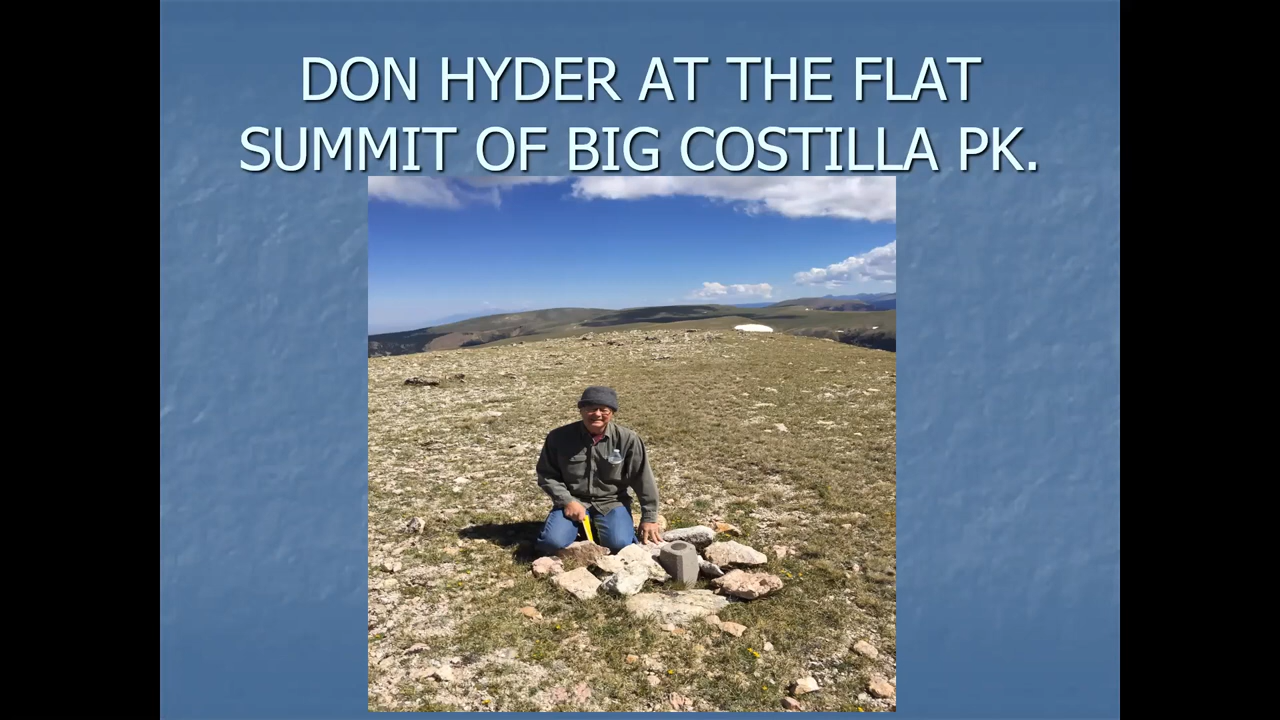 DON HYDER AT THE FLAT
SUMMIT OF BIG COSTILLA PK.